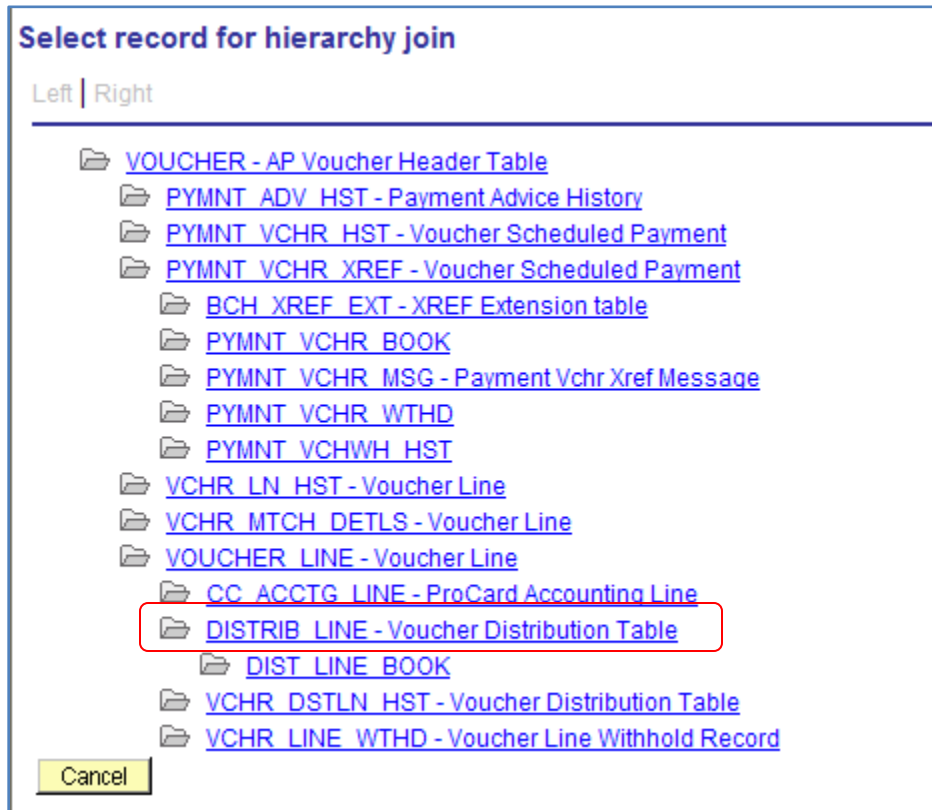 Select record for hierarchy join
Left | Right
VOUCHER - AP Voucher Header Table
PYMNT_ADV_HST - Payment Advice History
PYMNT_VCHR_HST - Voucher Scheduled Payment
PYMNT_VCHR_XREF - Voucher Scheduled Payment
BCH_XREF_EXT - XREF Extension table
PYMNT_VCHR_BOOK
PYMNT_VCHR_MSG - Payment Vchr Xref Message
PYMNT_VCHR_WTHD
PYMNT_VCHWH_HST
VCHR_LN_HST - Voucher Line
VCHR_MTCH_DETLS - Voucher Line
VOUCHER_LINE - Voucher Line
CC_ACCTG_LINE - ProCard Accounting Line
DISTRIB_LINE - Voucher Distribution Table
DIST_LINE_BOOK
VCHR_DSTLN_HST - Voucher Distribution Table
VCHR_LINE_WTHD - Voucher Line Withhold Record
Cancel